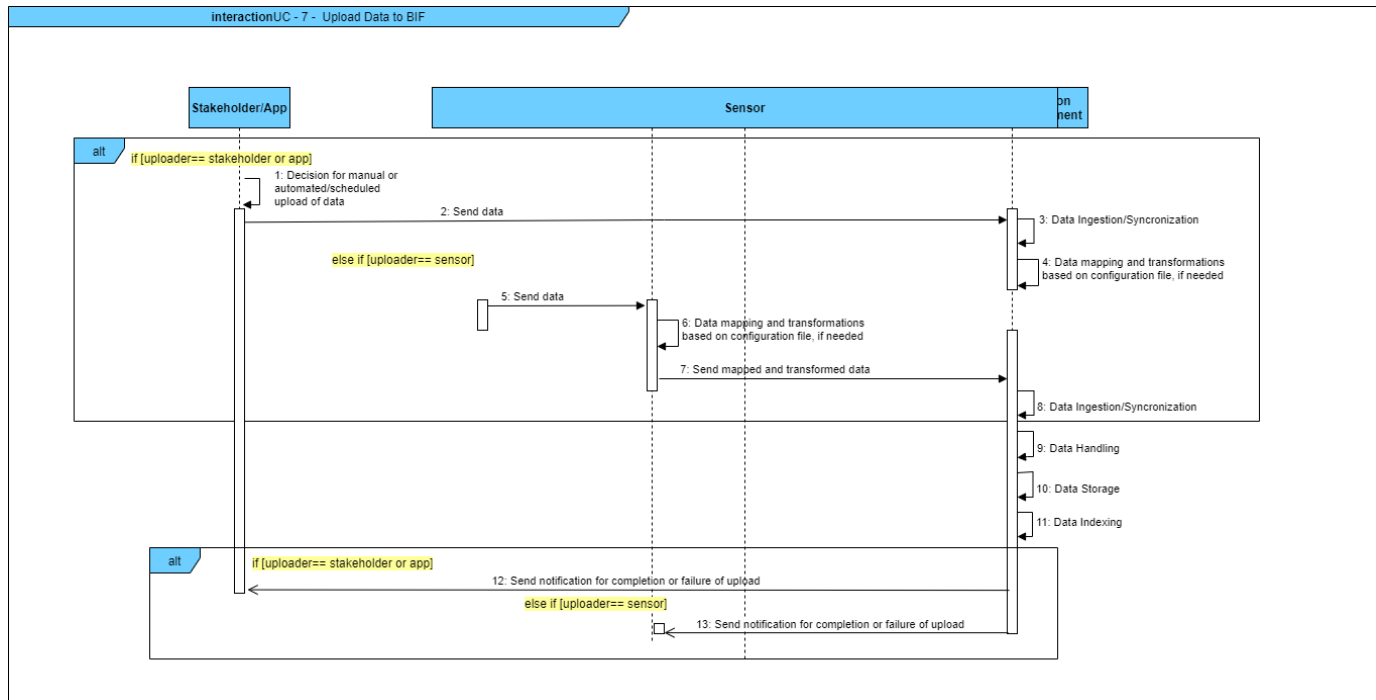 interactionUC - 7 - Upload Data to BIF
Stakeholder/App
Sensor
on
ment
alt
if [uploader== stakeholder or app]
1: Decision for manual or
automated/scheduled
upload of data
2: Send data
3: Data Ingestion/Syncronization
else if [uploader== sensor]
4: Data mapping and transformations
based on configuration file, if needed
5: Send data
6: Data mapping and transformations
based on configuration file, if needed
7: Send mapped and transformed data
8: Data Ingestion/Syncronization
9: Data Handling
10: Data Storage
11: Data Indexing
alt
if [uploader== stakeholder or app]
12: Send notification for completion or failure of upload
else if [uploader== sensor]
13: Send notification for completion or failure of upload